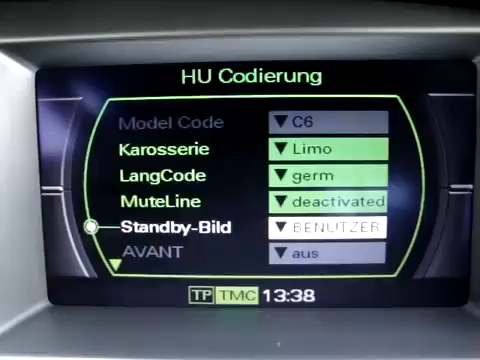 HU Codierung
Model Code ▼ C6
Karosserie ▼ Limo
LangCode ▼ germ
MuteLine ▼ deactivated
Standby-Bild ▼ BENUTZER
AVANT ▼ aus
TP TMC 13:38